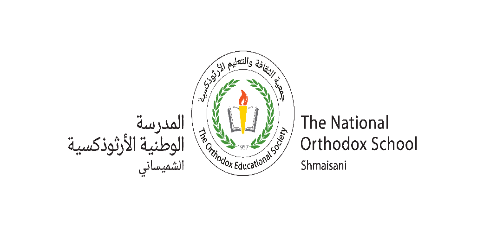 المدرسة
الوطنية الأرثوذكسية
الشميساني
جمعية الثقافة والتعليم الأرثوذكسية
The Orthodox Educational Society
The National
Orthodox School
Shmaisani